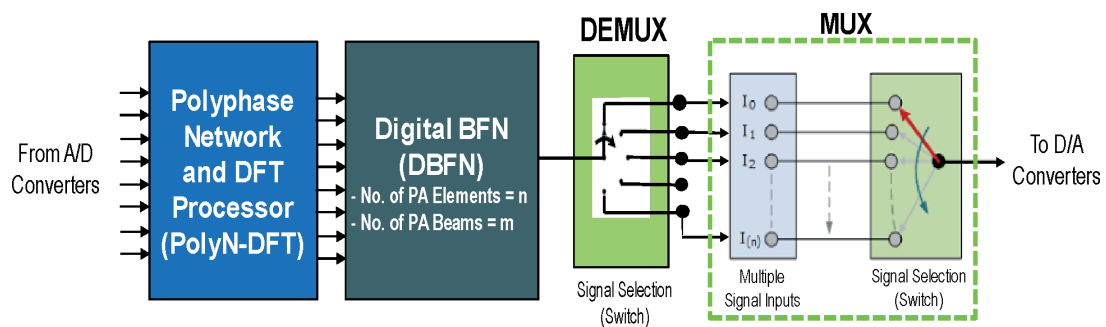 DEMUX
MUX
From A/D
Converters
Polyphase
Network
and DFT
Processor
(PolyN-DFT)
Digital BFN
(DBFN)
- No. of PA Elements = n
- No. of PA Beams = m
Signal Selection
(Switch)
I0
I1
I2
I(n)
Multiple
Signal Inputs
Signal Selection
(Switch)
To D/A
Converters